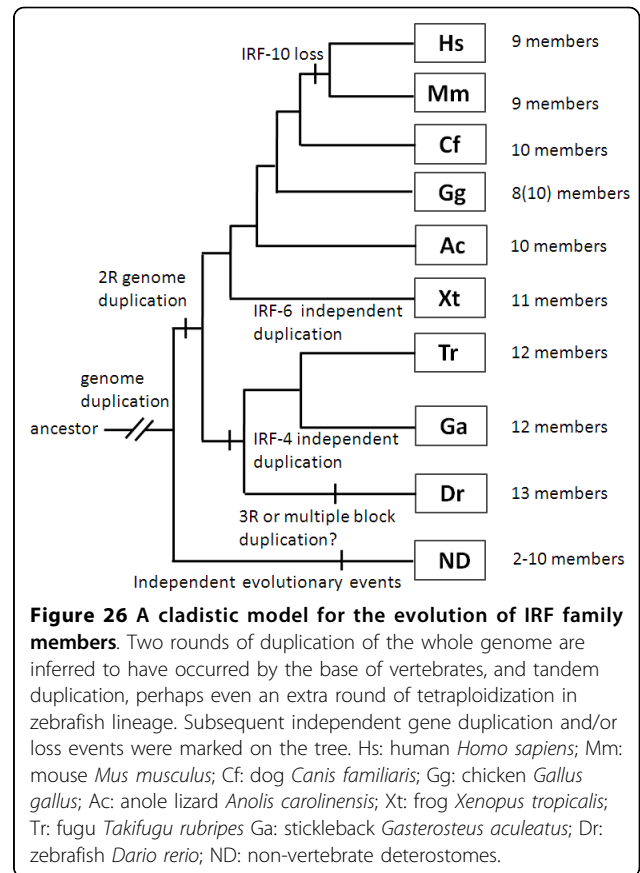 IRF-10 loss
Hs
9 members
Mm
9 members
Cf
10 members
Gg
8(10) members
Ac
10 members
2R genome
duplication
Xt
11 members
IRF-6 independent
duplication
Tr
12 members
genome
duplication
ancestor
IRF-4 independent
duplication
Ga
12 members
Dr
13 members
3R or multiple block
duplication?
ND
2-10 members
Independent evolutionary events
Figure 26 A cladistic model for the evolution of IRF family
members. Two rounds of duplication of the whole genome are
inferred to have occurred by the base of vertebrates, and tandem
duplication, perhaps even an extra round of tetraploidization in
zebrafish lineage. Subsequent independent gene duplication and/or
loss events were marked on the tree. Hs: human Homo sapiens; Mm:
mouse Mus musculus; Cf: dog Canis familiaris; Gg: chicken Gallus
gallus; Ac: anole lizard Anolis carolinensis; Xt: frog Xenopus tropicalis;
Tr: fugu Takifugu rubripes Ga: stickleback Gasterosteus aculeatus; Dr:
zebrafish Dario rerio; ND: non-vertebrate deterostomes.